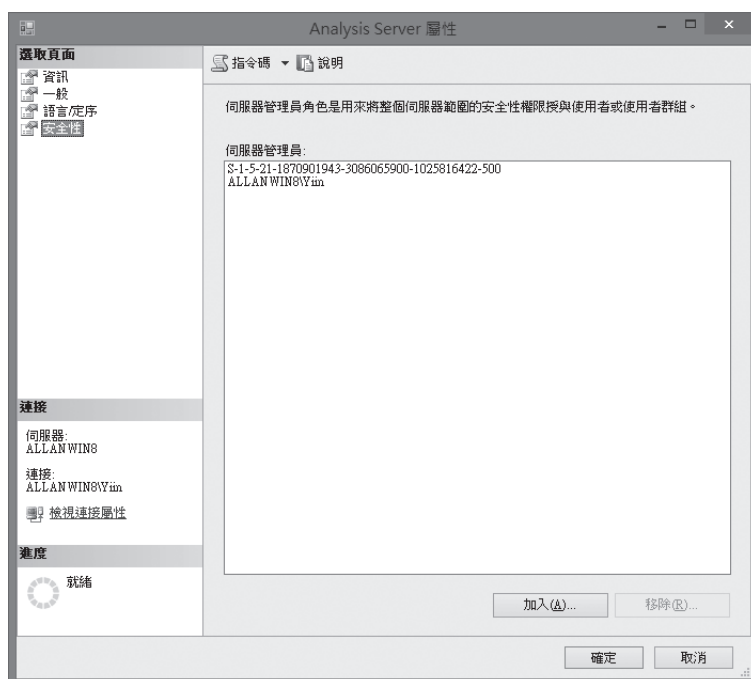 Analysis Server 屬性
選取頁面
資訊
一般
語言/定序
安全性
指令碼
說明
伺服器管理員角色是用來將整個伺服器範圍的安全性權限授與使用者或使用者群組。
伺服器管理員:
S-1-5-21-1870901943-3086065900-1025816422-500
ALLANWIN8\Yiin
連接
伺服器:
ALLANWIN8
連接:
ALLANWIN8\Yiin
檢視連接屬性
進度
就緒
加入(A)...
移除(R)...
確定
取消